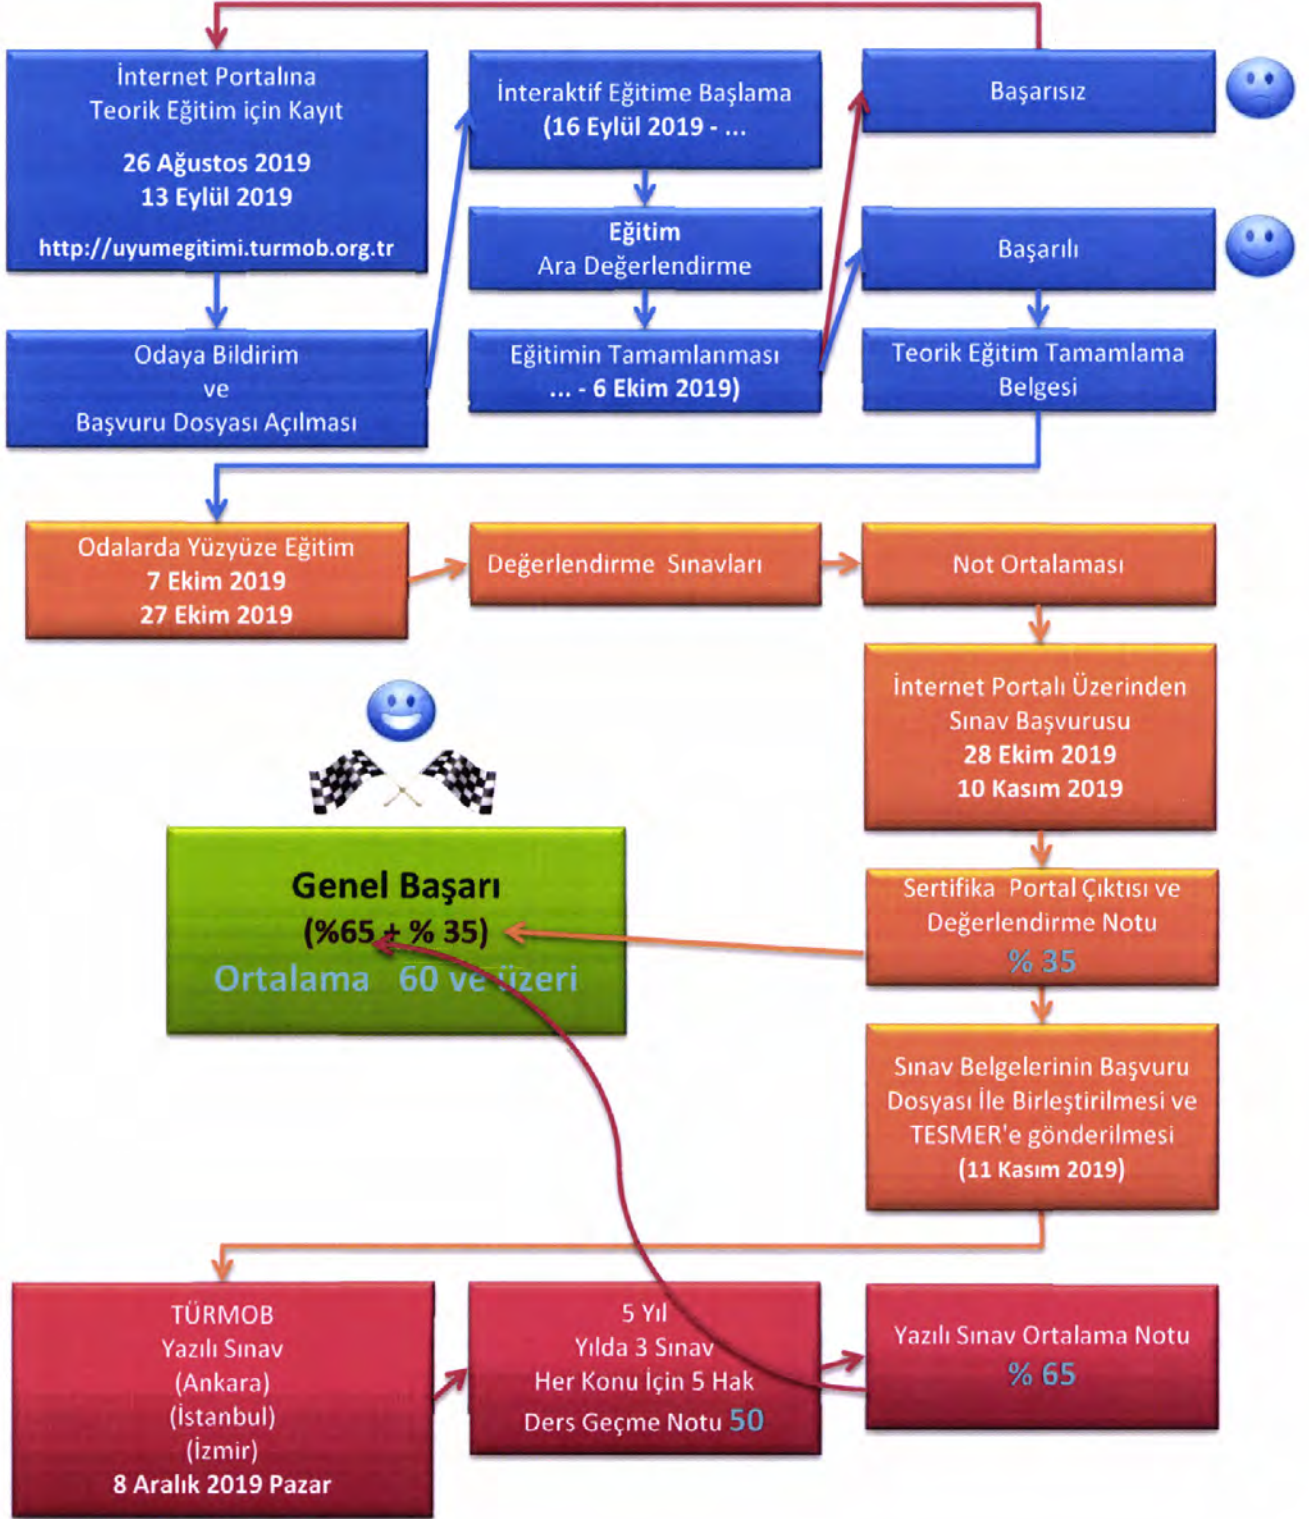 İnternet Portalına
Teorik Eğitim için Kayıt
26 Ağustos 2019
13 Eylül 2019
http://uyumegitimi.turmob.org.tr
Odaya Bildirim
ve
Başvuru Dosyası Açılması
İnteraktif Eğitime Başlama
(16 Eylül 2019 - ...
Eğitim
Ara Değerlendirme
Eğitimin Tamamlanması
... - 6 Ekim 2019)
Başarısız
Başarılı
Teorik Eğitim Tamamlama
Belgesi
Odalarda Yüzyüze Eğitim
7 Ekim 2019
27 Ekim 2019
Değerlendirme Sınavları
Not Ortalaması
İnternet Portalı Üzerinden
Sınav Başvurusu
28 Ekim 2019
10 Kasım 2019
Sertifika Portal Çıktısı ve
Değerlendirme Notu
% 35
Genel Başarı
(%65 + % 35)
Ortalama 60 ve üzeri
Sınav Belgelerinin Başvuru
Dosyası İle Birleştirilmesi ve
TESMER'e gönderilmesi
(11 Kasım 2019)
TÜRMOB
Yazılı Sınav
(Ankara)
(İstanbul)
(İzmir)
8 Aralık 2019 Pazar
5 Yıl
Yılda 3 Sınav
Her Konu İçin 5 Hak
Ders Geçme Notu 50
Yazılı Sınav Ortalama Notu
% 65